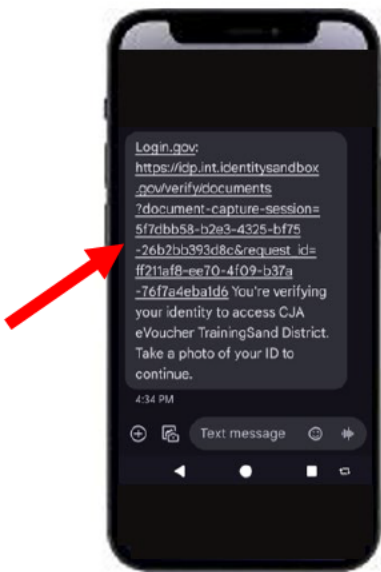 Login.gov:
https://idp.int.identitysandbox
.gov/verify/documents
?document-capture-session=
5f7dbb58-b2e3-4325-bf75
-26b2bb393d8c&request_id=
ff211af8-ee70-4f09-b37a
-76f7a4eba1d6 You're verifying
your identity to access CJA
eVoucher TrainingSand District.
Take a photo of your ID to
continue.
4:34 PM
Text message